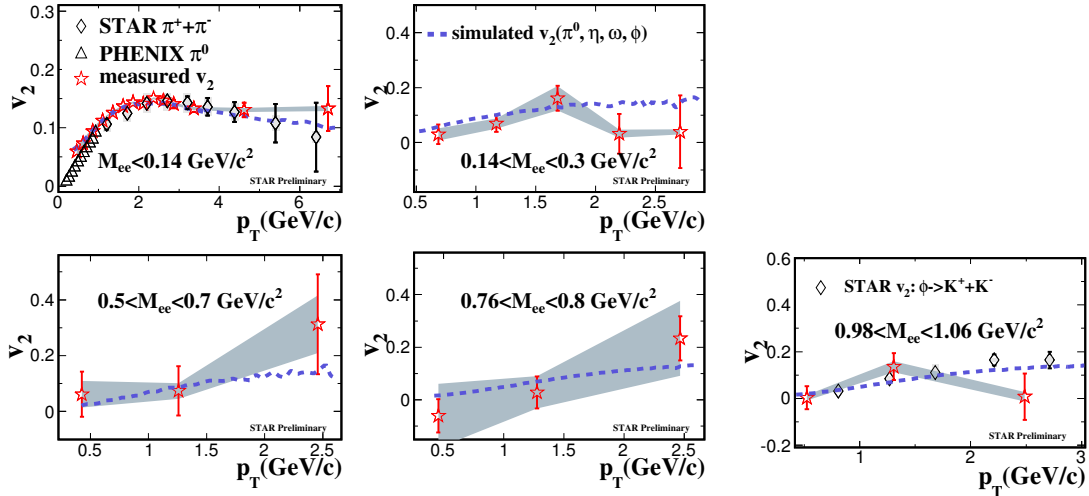 STAR π⁺+π⁻
PHENIX π⁰
measured v₂
v₂
0.3
0.2
0.1
0
M_ee<0.14 GeV/c²
STAR Preliminary
0 2 4 6
p_T(GeV/c)
simulated v₂(π⁰, η, ω, φ)
v₂
0.4
0.2
0
0.14<M_ee<0.3 GeV/c²
STAR Preliminary
0.5 1 1.5 2 2.5
p_T(GeV/c)
0.5<M_ee<0.7 GeV/c²
v₂
0.4
0.2
0
STAR Preliminary
0.5 1 1.5 2 2.5
p_T(GeV/c)
0.76<M_ee<0.8 GeV/c²
v₂
0.4
0.2
0
STAR Preliminary
0.5 1 1.5 2 2.5
p_T(GeV/c)
STAR v₂: φ->K⁺+K⁻
0.98<M_ee<1.06 GeV/c²
v₂
0.6
0.4
0.2
0
-0.2
STAR Preliminary
1 2 3
p_T(GeV/c)